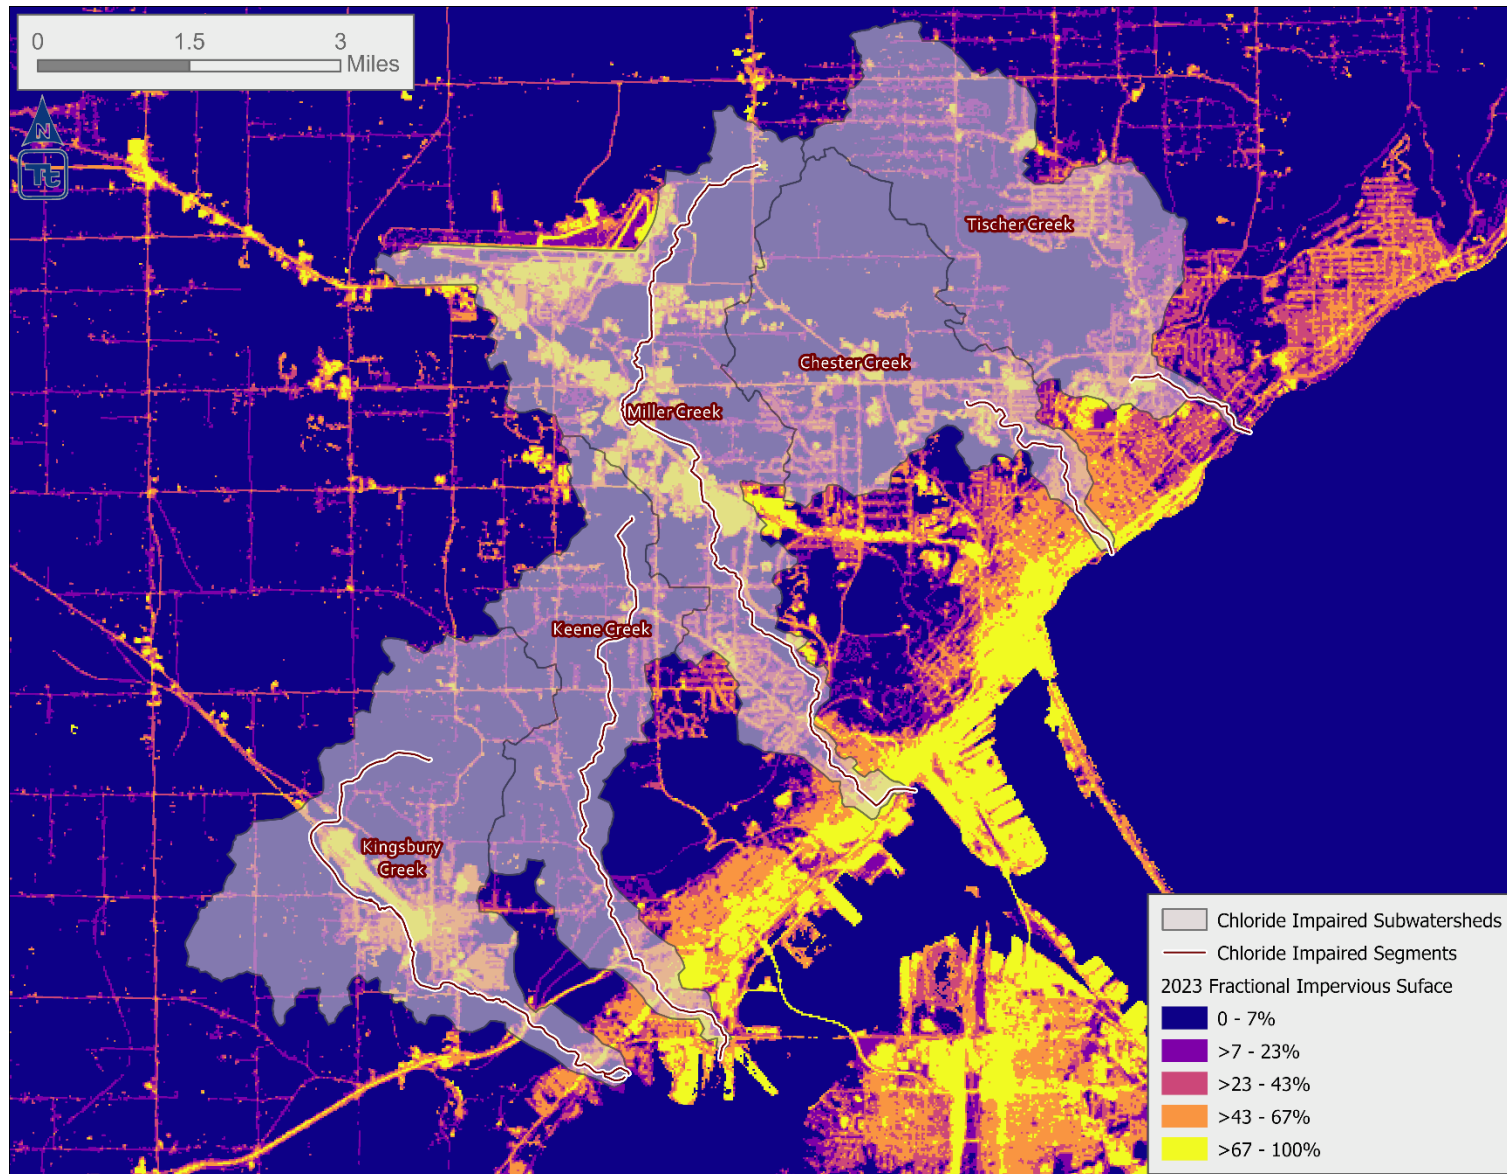 0 1.5 3
Miles
N
Tt
Tischer Creek
Chester Creek
Miller Creek
Keene Creek
Kingsbury
Creek
Chloride Impaired Subwatersheds
Chloride Impaired Segments
2023 Fractional Impervious Suface
0 - 7%
>7 - 23%
>23 - 43%
>43 - 67%
>67 - 100%